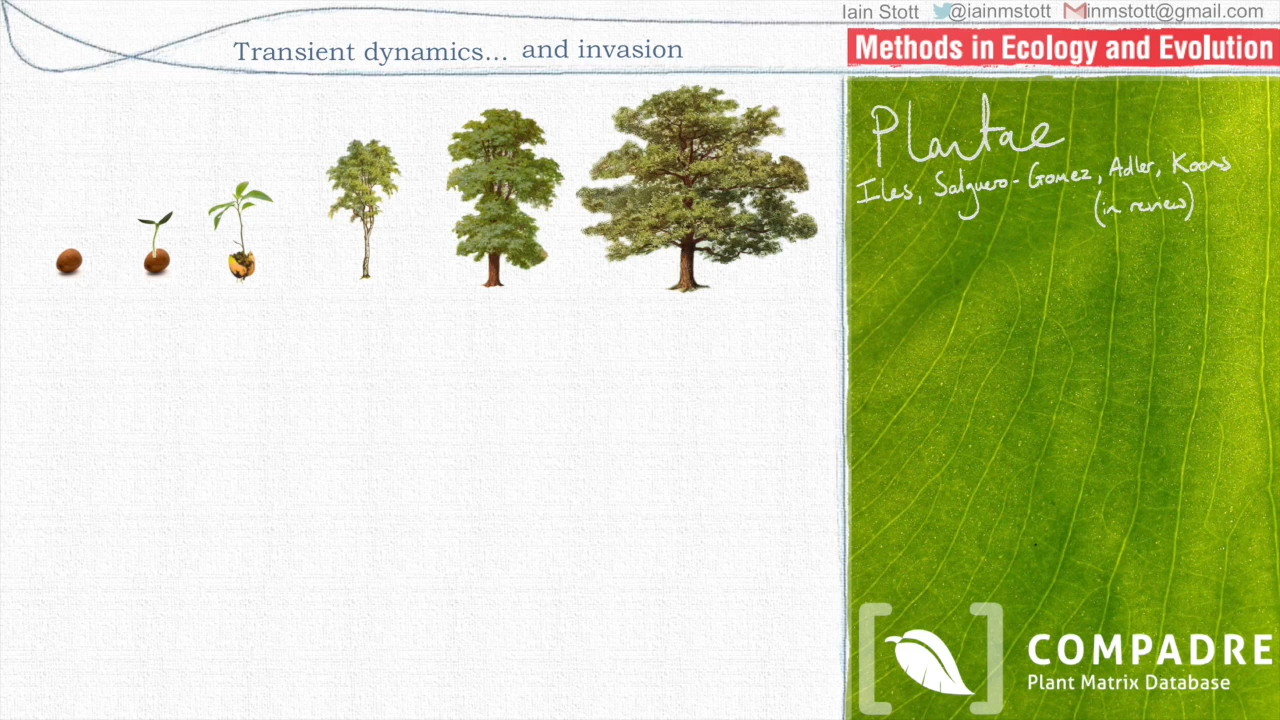 Iain Stott @iainmstott inmstott@gmail.com
Transient dynamics... and invasion
Methods in Ecology and Evolution
Plantae
Iles, Salguero-Gomez, Adler, Koons
(in review)
COMPADRE
Plant Matrix Database